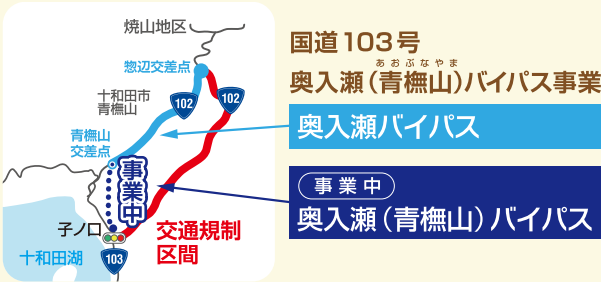 焼山地区
惣辺交差点
十和田市
青橅山
102
102
青橅山
交差点
事業中
子ノ口
交通規制
区間
十和田湖
103
国道103号
あおぶなやま
奥入瀬（青橅山）バイパス事業
奥入瀬バイパス
事業中
奥入瀬（青橅山）バイパス